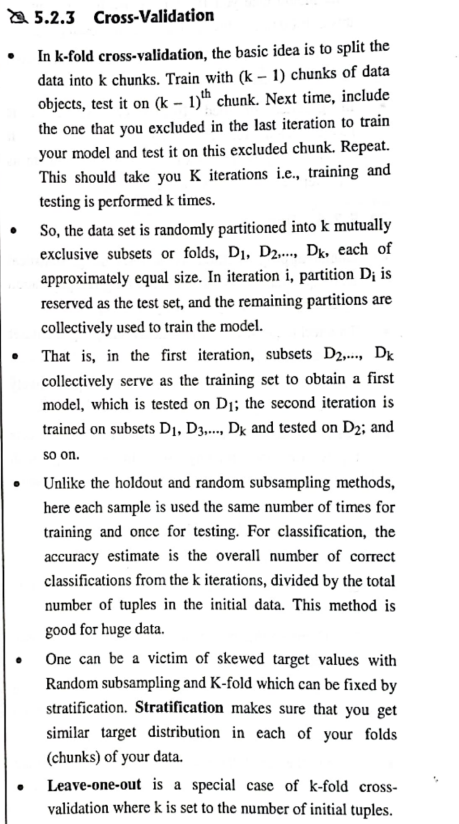 5.2.3 Cross-Validation
• In k-fold cross-validation, the basic idea is to split the
data into k chunks. Train with (k – 1) chunks of data
objects, test it on (k – 1)th chunk. Next time, include
the one that you excluded in the last iteration to train
your model and test it on this excluded chunk. Repeat.
This should take you K iterations i.e., training and
testing is performed k times.
• So, the data set is randomly partitioned into k mutually
exclusive subsets or folds, D1, D2,..., Dk, each of
approximately equal size. In iteration i, partition Di is
reserved as the test set, and the remaining partitions are
collectively used to train the model.
• That is, in the first iteration, subsets D2,..., Dk
collectively serve as the training set to obtain a first
model, which is tested on D1; the second iteration is
trained on subsets D1, D3,..., Dk and tested on D2; and
so on.
• Unlike the holdout and random subsampling methods,
here each sample is used the same number of times for
training and once for testing. For classification, the
accuracy estimate is the overall number of correct
classifications from the k iterations, divided by the total
number of tuples in the initial data. This method is
good for huge data.
• One can be a victim of skewed target values with
Random subsampling and K-fold which can be fixed by
stratification. Stratification makes sure that you get
similar target distribution in each of your folds
(chunks) of your data.
• Leave-one-out is a special case of k-fold cross-
validation where k is set to the number of initial tuples.